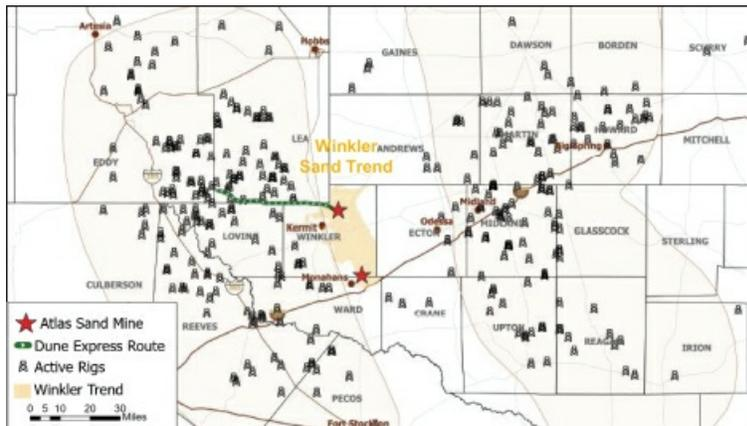 Artesia
Hobbs
GAINES
DAWSON
BORDEN
SCURRY
LEA
Winkler
Sand Trend
ANDREWS
MARTIN
HOWARD
Big Spring
MITCHELL
EDDY
Midland
Odessa
ECTOR
MIDLAND
GLASSCOCK
STERLING
Kermit
WINKLER
LOVING
CULBERSON
Monahans
WARD
CRANE
REEVES
UPTON
REAGAN
IRION
PECOS
Fort Stockton
Atlas Sand Mine
Dune Express Route
Active Rigs
Winkler Trend
0 5 10 20 30
Miles